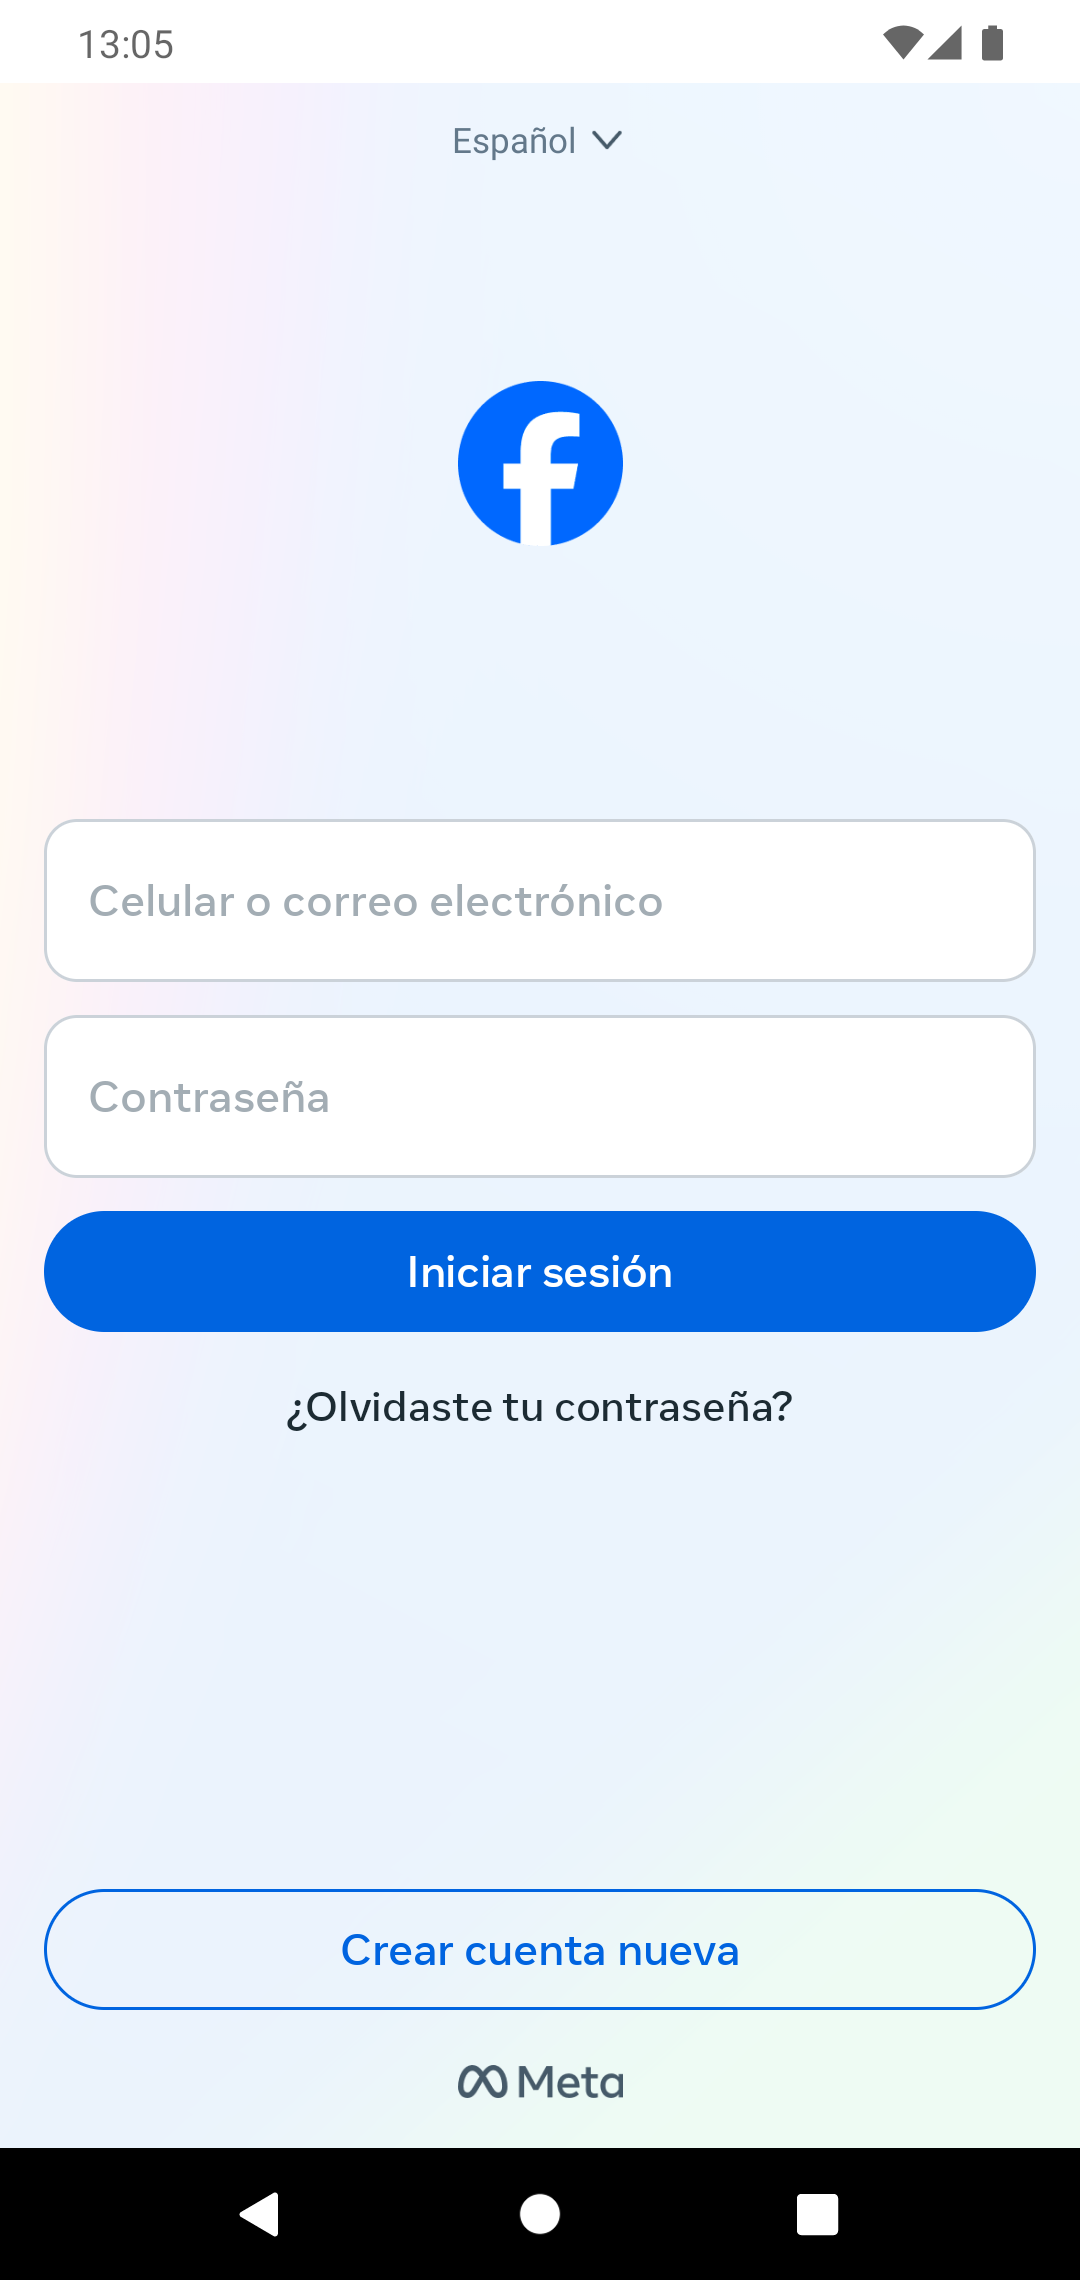 13:05
Español
Celular o correo electrónico
Contraseña
Iniciar sesión
¿Olvidaste tu contraseña?
Crear cuenta nueva
Meta